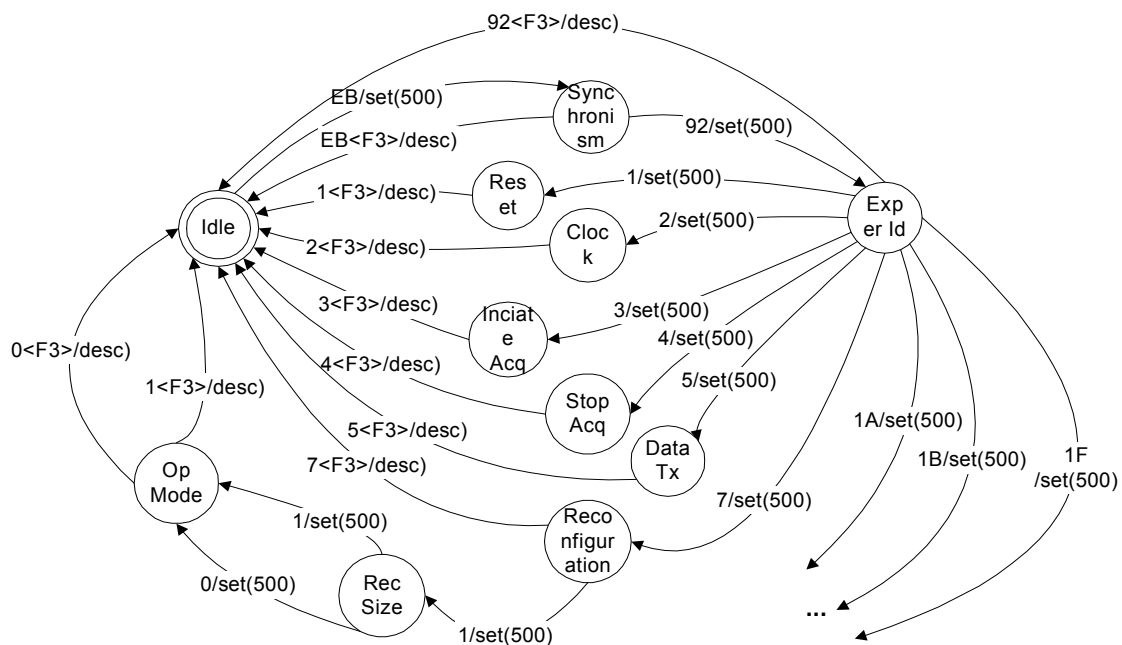 92<F3>/desc)
EB/set(500)
Sync
hroni
sm
EB<F3>/desc)
92/set(500)
1<F3>/desc)
Res
et
1/set(500)
Exp
er Id
Idle
2<F3>/desc)
Cloc
k
2/set(500)
3<F3>/desc)
Inciat
e
Acq
3/set(500)
4/set(500)
0<F3>/desc)
4<F3>/desc)
5/set(500)
1<F3>/desc)
Stop
Acq
5<F3>/desc)
Data
Tx
1A/set(500)
1B/set(500)
1F
/set(500)
Op
Mode
7<F3>/desc)
7/set(500)
1/set(500)
Reco
nfigur
ation
0/set(500)
Rec
Size
1/set(500)
...